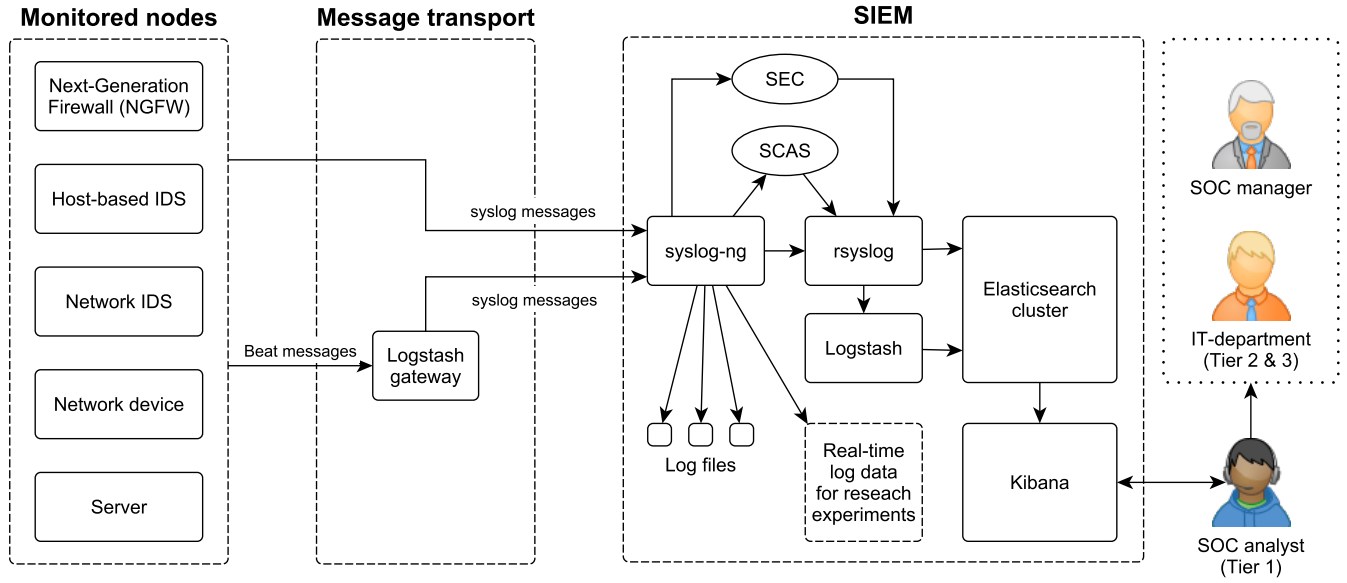 Monitored nodes
Next-Generation
Firewall (NGFW)
Host-based IDS
Network IDS
Network device
Server
Message transport
syslog messages
syslog messages
Beat messages
Logstash
gateway
SIEM
SEC
SCAS
syslog-ng
rsyslog
Logstash
Elasticsearch
cluster
Log files
Real-time
log data
for reseach
experiments
Kibana
SOC manager
IT-department
(Tier 2 & 3)
SOC analyst
(Tier 1)